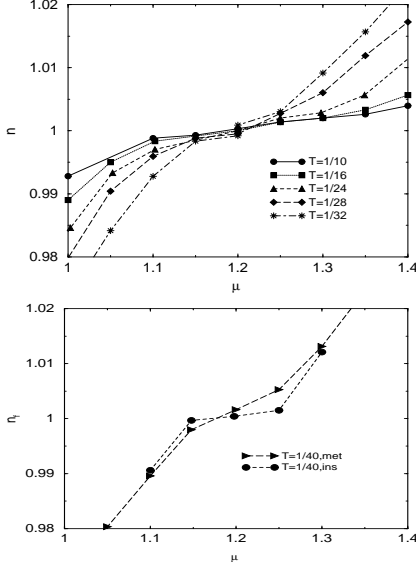 1.02
1.01
1
0.99
0.98
n
T=1/10
T=1/16
T=1/24
T=1/28
T=1/32
1 1.1 1.2 1.3 1.4
μ
1.02
1.01
1
0.99
0.98
n_f
T=1/40,met
T=1/40,ins
1 1.1 1.2 1.3 1.4
μ